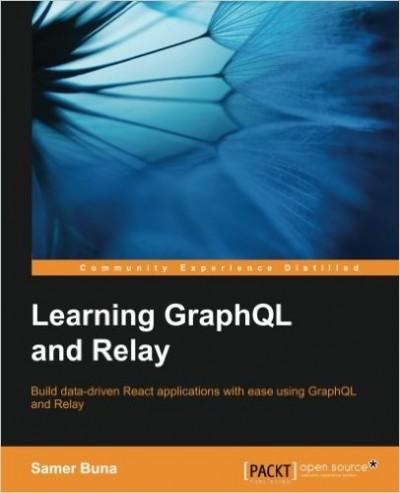 Community Experience Distilled
Learning GraphQL
and Relay
Build data-driven React applications with ease using GraphQL
and Relay
Samer Buna
[PACKT] open source*
PUBLISHING